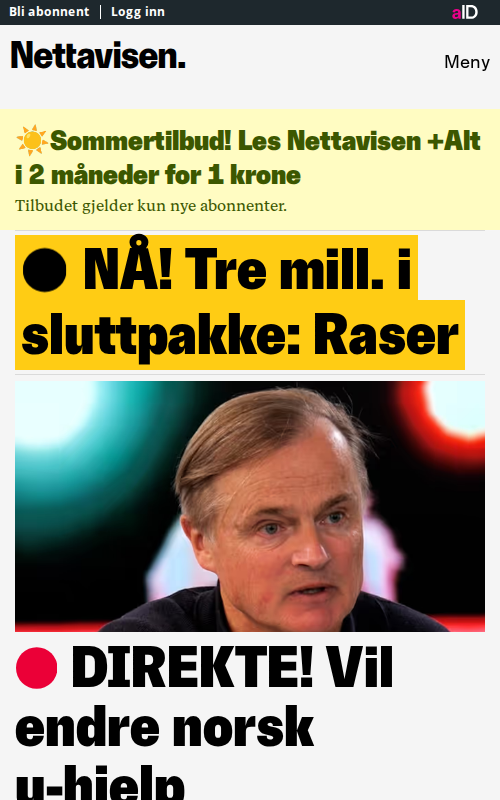 Bli abonnent | Logg inn
aID
Nettavisen.
Meny
☀️Sommertilbud! Les Nettavisen +Alt
i 2 måneder for 1 krone
Tilbudet gjelder kun nye abonnenter.
● NÅ! Tre mill. i
sluttpakke: Raser
🔴 DIREKTE! Vil
endre norsk
u-hjelp